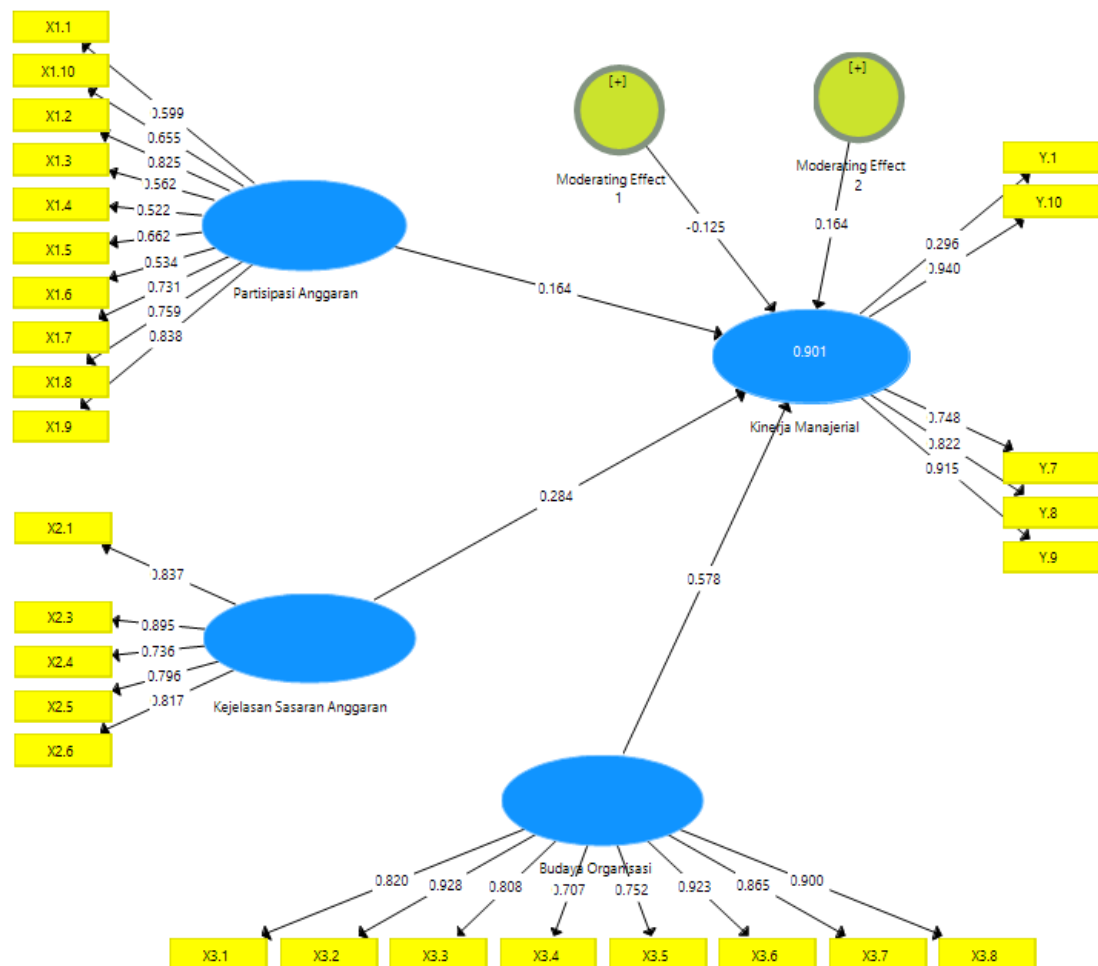 X1.1
X1.10
X1.2
X1.3
X1.4
X1.5
X1.6
X1.7
X1.8
X1.9
0.599
0.655
0.825
0.562
0.522
0.662
0.534
0.731
0.759
0.838
Partisipasi Anggaran
[+]
Moderating Effect
1
[+]
Moderating Effect
2
-0.125
0.164
0.164
Y.1
Y.10
0.296
0.940
0.901
Kinerja Manajerial
0.748
0.822
0.915
Y.7
Y.8
Y.9
0.284
X2.1
X2.3
X2.4
X2.5
X2.6
0.837
0.895
0.736
0.796
0.817
Kejelasan Sasaran Anggaran
0.578
Budaya Organisasi
0.820
0.928
0.808
0.707
0.752
0.923
0.865
0.900
X3.1
X3.2
X3.3
X3.4
X3.5
X3.6
X3.7
X3.8